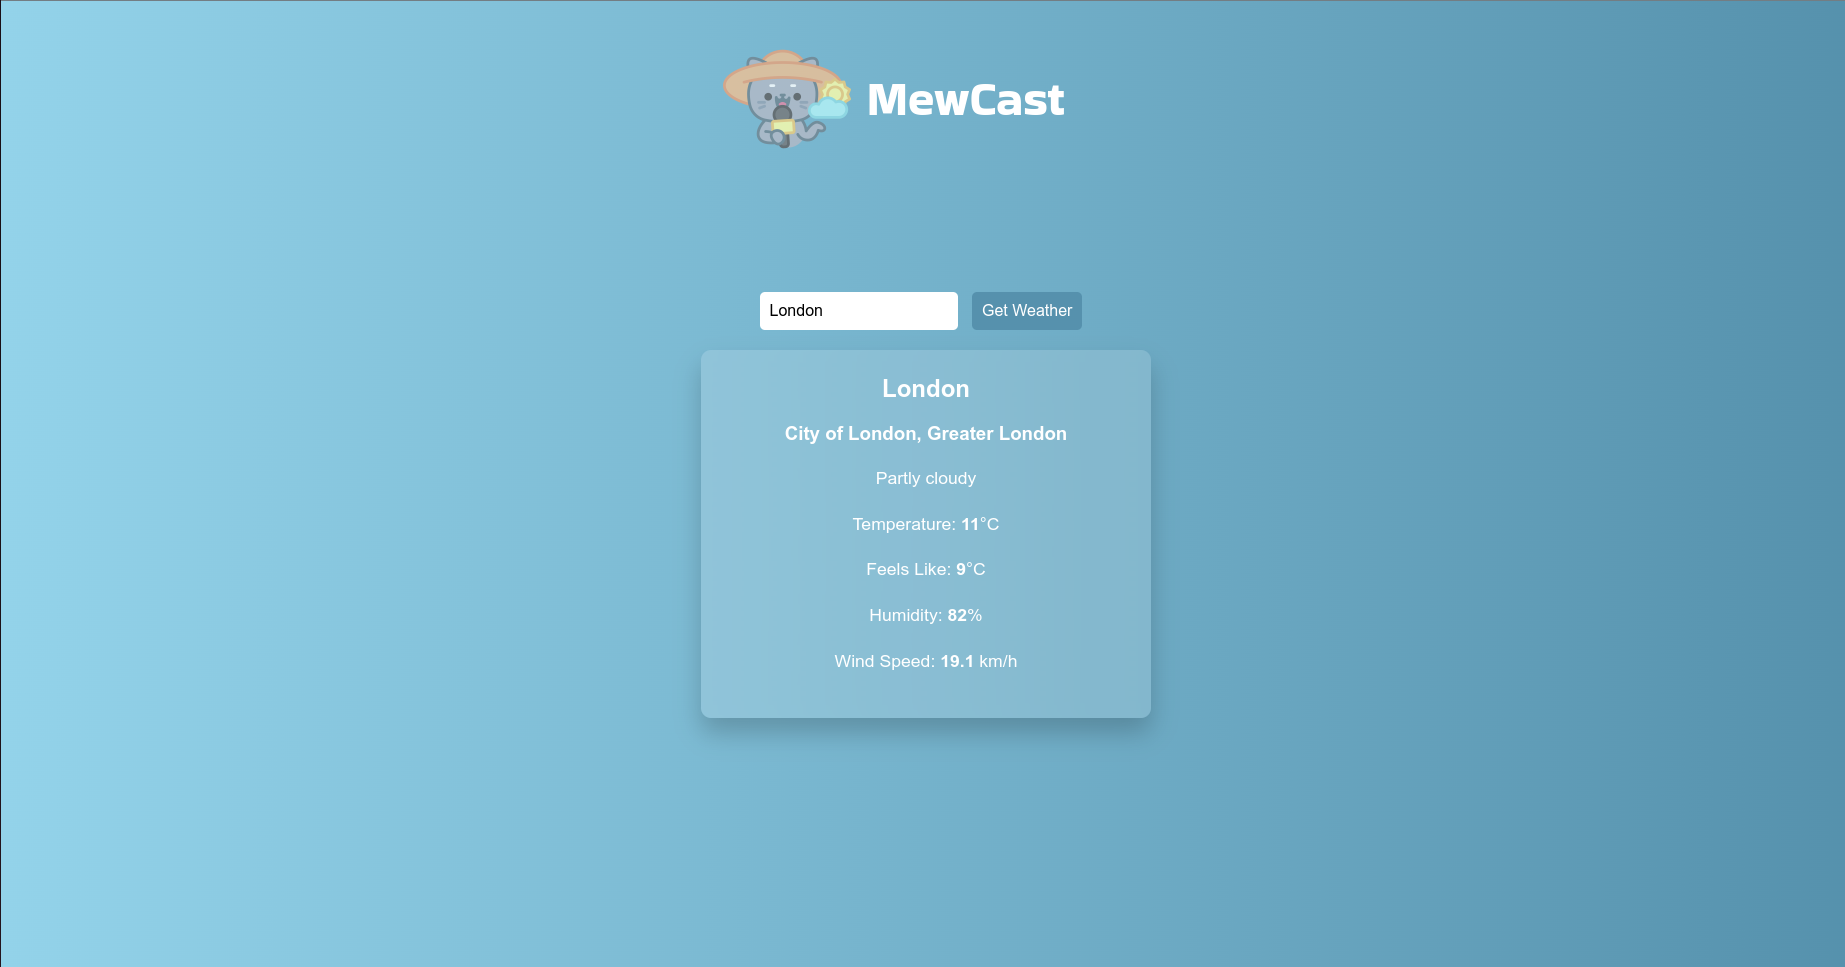 MewCast
London
Get Weather
London
City of London, Greater London
Partly cloudy
Temperature: 11°C
Feels Like: 9°C
Humidity: 82%
Wind Speed: 19.1 km/h